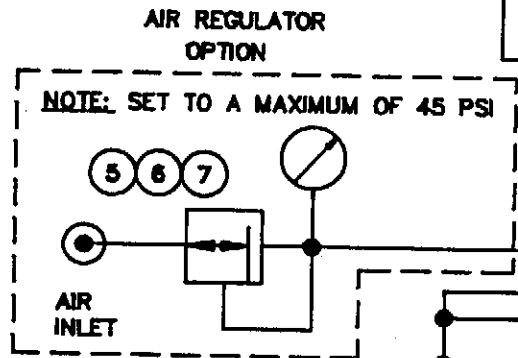 AIR REGULATOR
OPTION
NOTE: SET TO A MAXIMUM OF 45 PSI
5 6 7
AIR
INLET